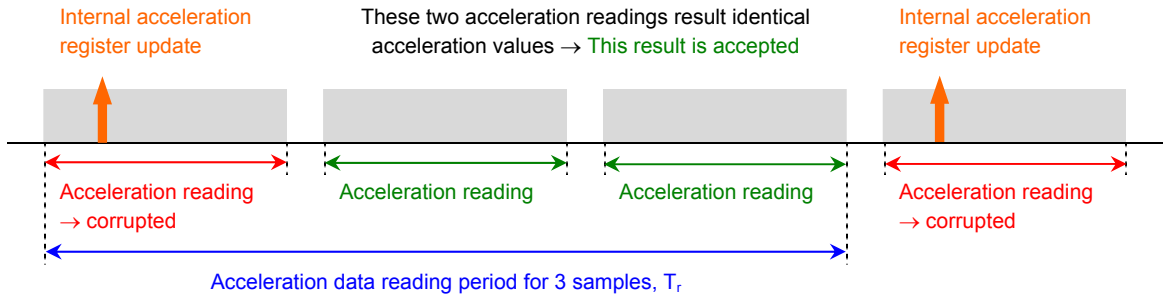 Internal acceleration
register update
These two acceleration readings result identical
acceleration values → This result is accepted
Internal acceleration
register update
Acceleration reading
→ corrupted
Acceleration reading
Acceleration reading
Acceleration reading
→ corrupted
Acceleration data reading period for 3 samples, Tr